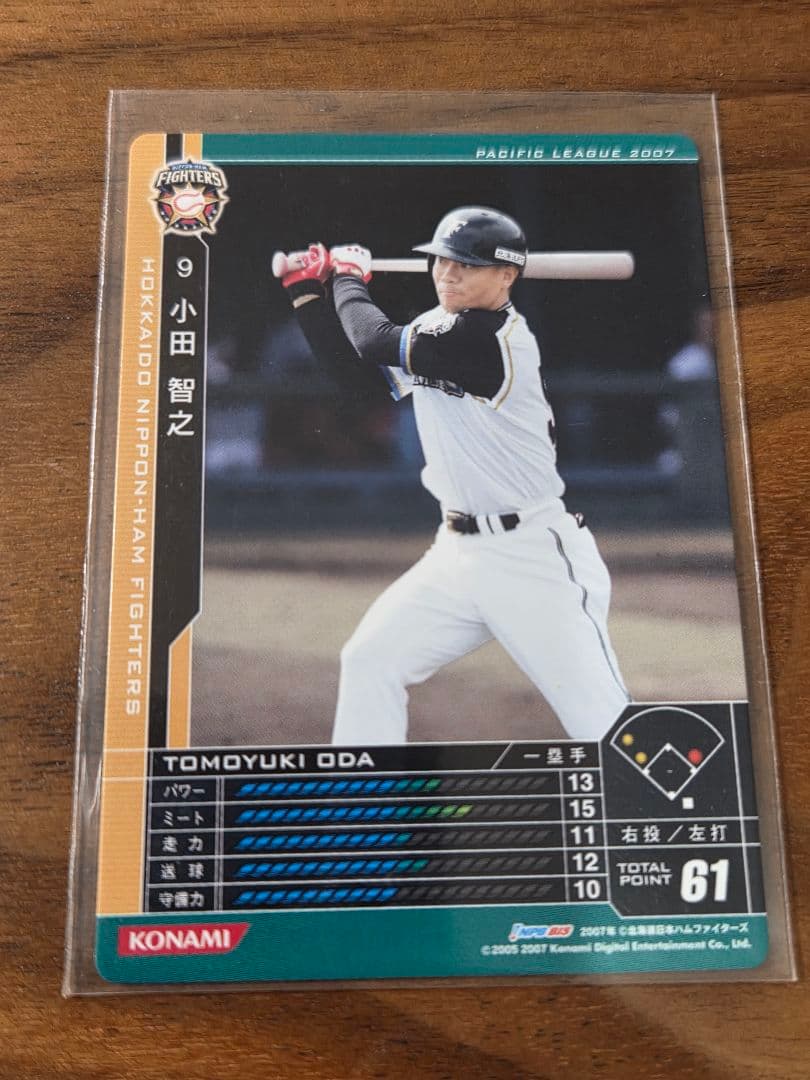 PACIFIC LEAGUE 2007
FIGHTERS
9 小田 智之
HOKKAIDO NIPPON-HAM FIGHTERS
TOMOYUKI ODA
一塁手
パワー 13
ミート 15
走力 11
送球 12
守備力 10
右投/左打
TOTAL POINT 61
KONAMI
NPB BIS 2007年 ©北海道日本ハムファイターズ
©2005 2007 Konami Digital Entertainment Co., Ltd.